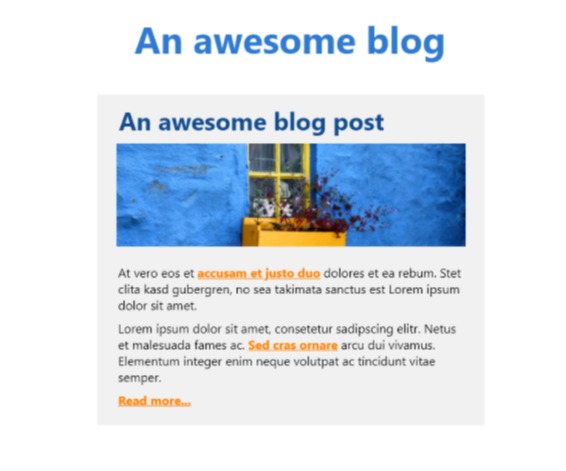 An awesome blog
An awesome blog post
At vero eos et accusam et justo duo dolores et ea rebum. Stet
clita kasd gubergren, no sea takimata sanctus est Lorem ipsum
dolor sit amet.
Lorem ipsum dolor sit amet, consetetur sadipscing elitr. Netus
et malesuada fames ac. Sed cras ornare arcu dui vivamus.
Elementum integer enim neque volutpat ac tincidunt vitae
semper.
Read more...